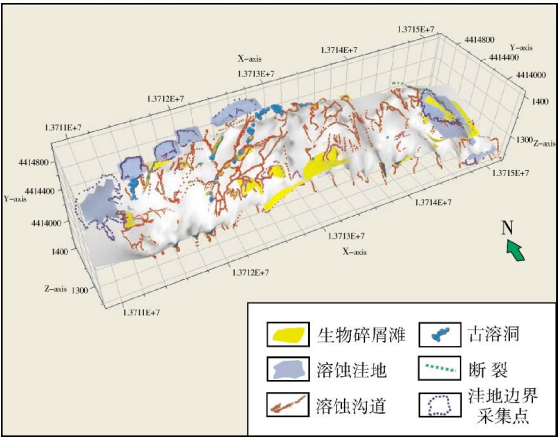 1.3715E+7
4414800
1.3714E+7
Y-axis
4414400
X-axis
1.3713E+7
4414000
1.3712E+7
1400
1.3711E+7
1300
Z-axis
4414800
1.3715E+7
Y-axis
4414400
1.3714E+7
4414000
1.3713E+7
N
1400
X-axis
1.3712E+7
Z-axis 1300
1.3711E+7
生物碎屑滩
古溶洞
溶蚀洼地
断裂
溶蚀沟道
洼地边界
采集点